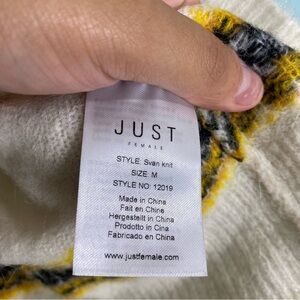 JUST
FEMALE
STYLE: Svan knit
SIZE: M
STYLE NO: 12019
Made in China
Fait en Chine
Hergestellt in Cina
Prodotto in Cina
Fabricado en China
www.justfemale.com